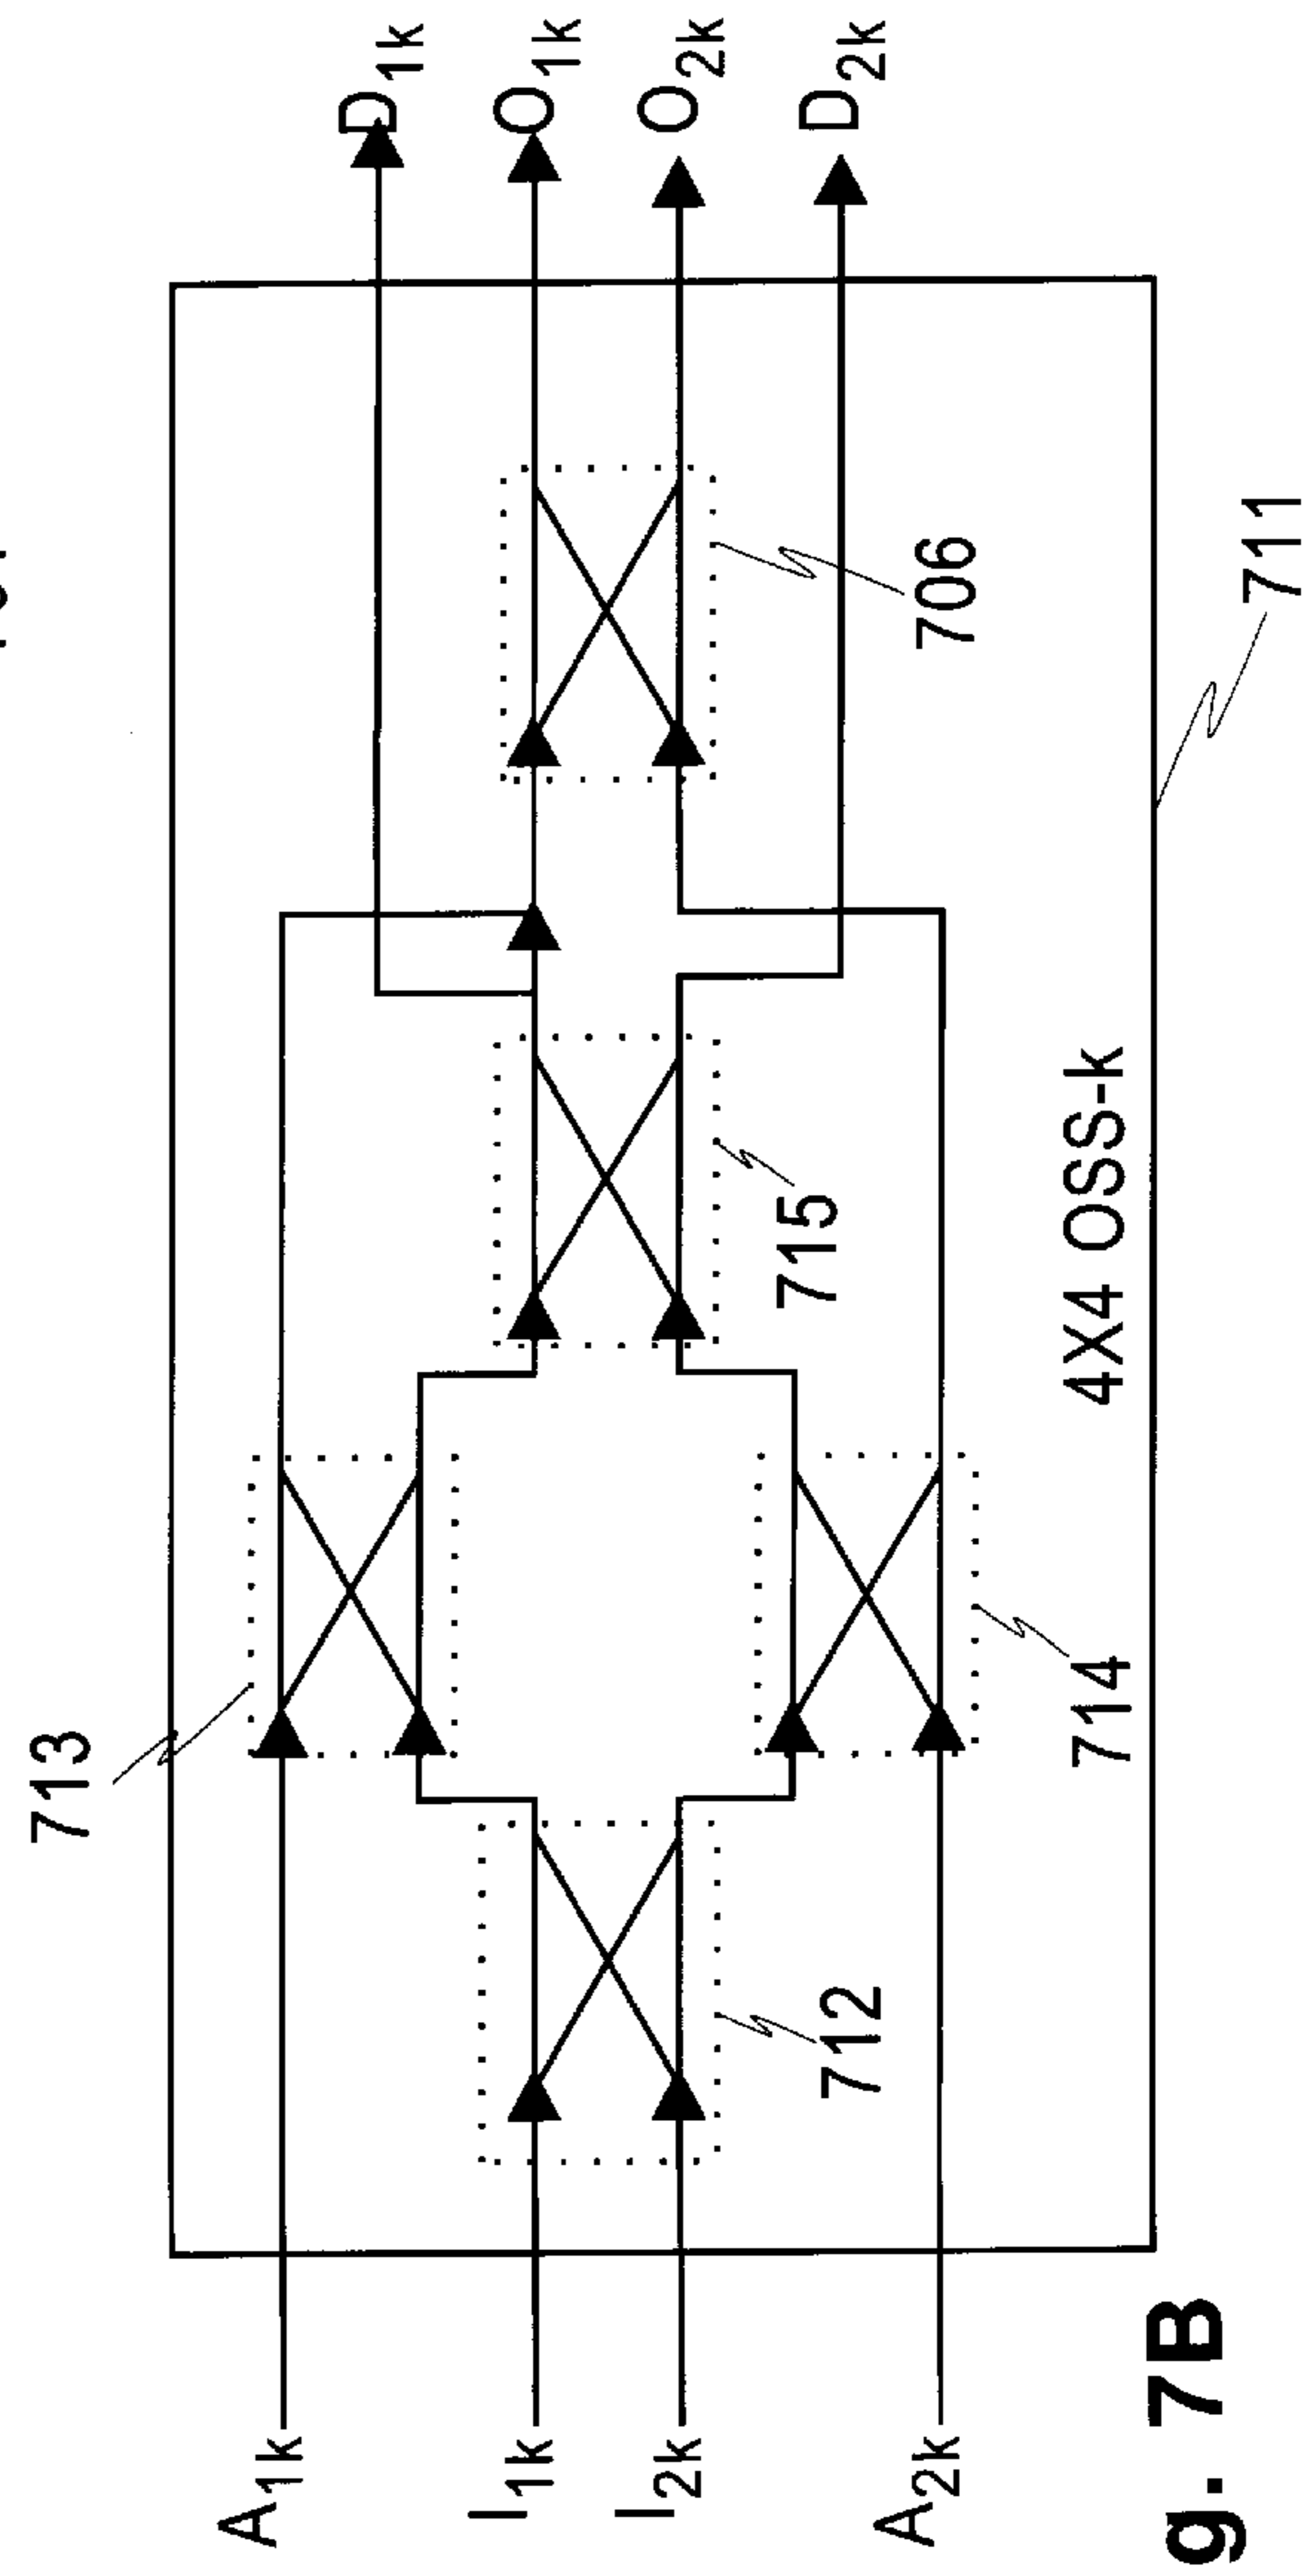 A1k
I1k
I2k
A2k
713
712
714
715
706
D1k
O1k
O2k
D2k
4X4 OSS-k
711
g. 7B